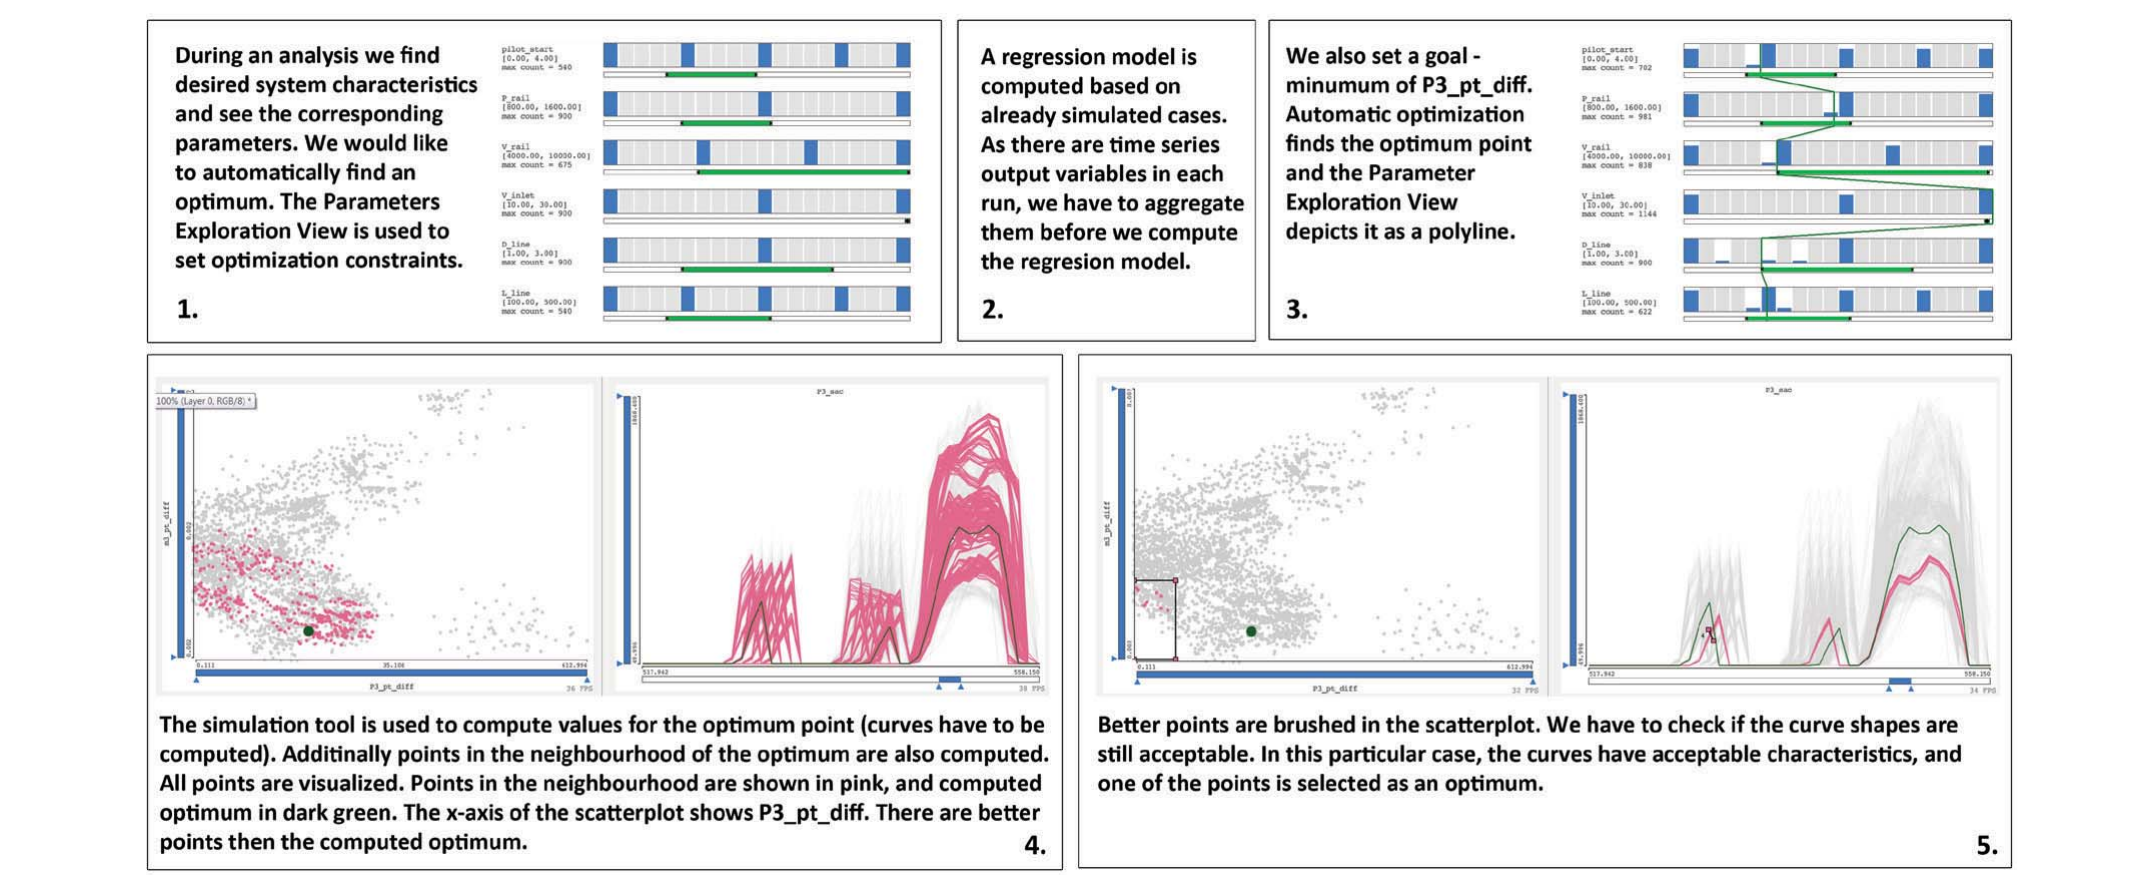 During an analysis we find
desired system characteristics
and see the corresponding
parameters. We would like
to automatically find an
optimum. The Parameters
Exploration View is used to
set optimization constraints.
1.
pilot_start
[0.00, 4.00]
max count = 540
P_rail
[800.00, 1600.00]
max count = 900
V_rail
[4000.00, 10000.00]
max count = 675
V_inlet
[10.00, 30.00]
max count = 900
D_line
[1.00, 3.00]
max count = 900
L_line
[100.00, 500.00]
max count = 540
A regression model is
computed based on
already simulated cases.
As there are time series
output variables in each
run, we have to aggregate
them before we compute
the regresion model.
2.
We also set a goal -
minumum of P3_pt_diff.
Automatic optimization
finds the optimum point
and the Parameter
Exploration View
depicts it as a polyline.
3.
pilot_start
[0.00, 4.00]
max count = 702
P_rail
[800.00, 1600.00]
max count = 981
V_rail
[4000.00, 10000.00]
max count = 838
V_inlet
[10.00, 30.00]
max count = 1144
D_line
[1.00, 3.00]
max count = 900
L_line
[100.00, 500.00]
max count = 622
100% (Layer 0, RGB/8) *
m3_pt_diff
0.002
0.111
35.106
612.994
P3_pt_diff
36 FPS
P3_sac
537.942
558.150
38 FPS
The simulation tool is used to compute values for the optimum point (curves have to be
computed). Additinally points in the neighbourhood of the optimum are also computed.
All points are visualized. Points in the neighbourhood are shown in pink, and computed
optimum in dark green. The x-axis of the scatterplot shows P3_pt_diff. There are better
points then the computed optimum.
4.
m3_pt_diff
0.111
612.994
P3_pt_diff
32 FPS
P3_sac
537.942
558.150
34 FPS
Better points are brushed in the scatterplot. We have to check if the curve shapes are
still acceptable. In this particular case, the curves have acceptable characteristics, and
one of the points is selected as an optimum.
5.